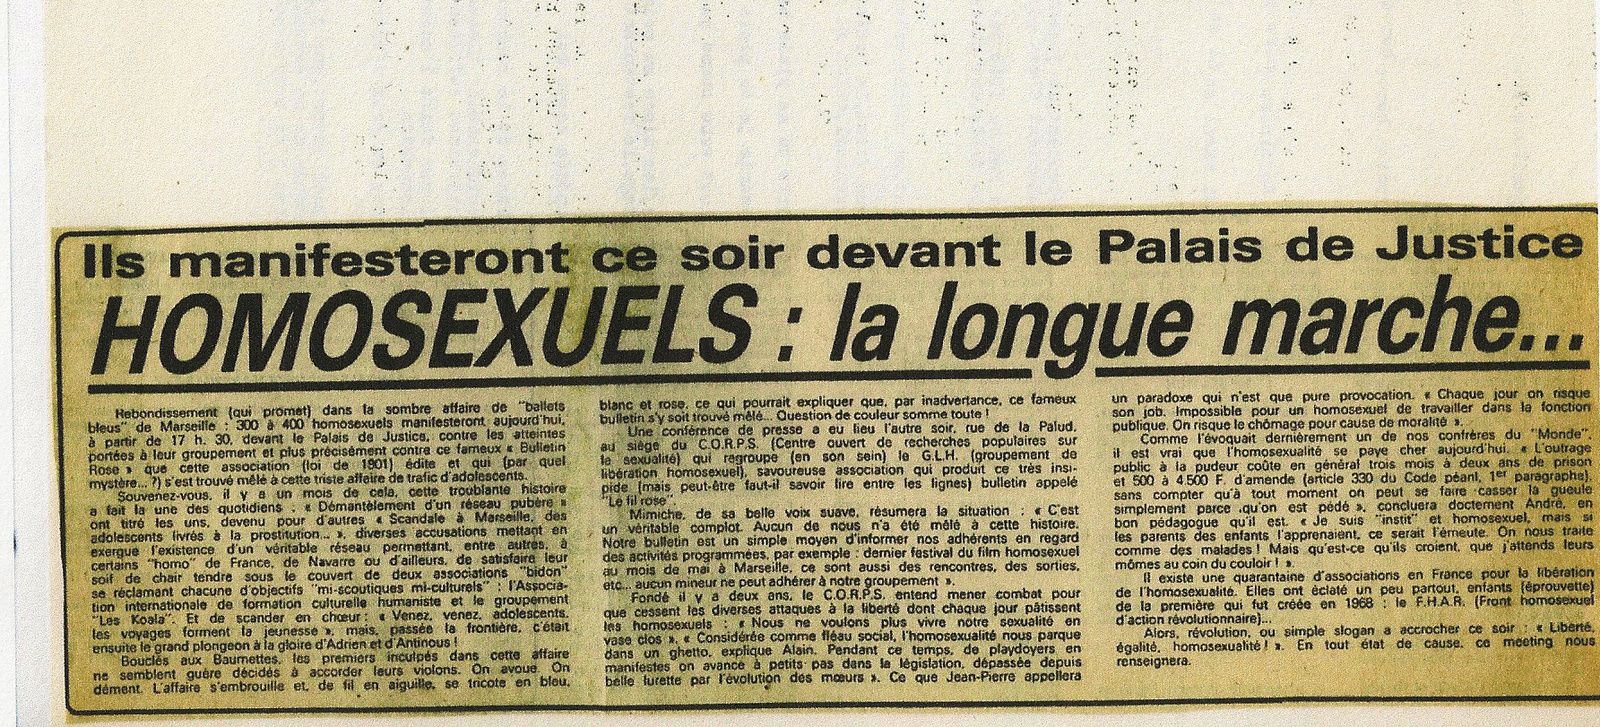 Ils manifesteront ce soir devant le Palais de Justice
HOMOSEXUELS : la longue marche...
Rebondissement (qui promet) dans la sombre affaire de "ballets
bleus" de Marseille : 300 à 400 homosexuels manifesteront aujourd'hui,
à partir de 17 h. 30, devant le Palais de Justice, contre les atteintes
portées à leur groupement et plus précisément contre ce fameux « Bulletin
Rose » que cette association (loi de 1901) édite et qui (par quel
mystère... ?) s'est trouvé mêlé à cette triste affaire de trafic d'adolescents.
Souvenez-vous, il y a un mois de cela, cette troublante histoire
a fait la une des quotidiens : « Démantèlement d'un réseau pubère »
ont titré les uns, devenu pour d'autres « Scandale à Marseille, des
adolescents livrés à la prostitution... », diverses accusations mettant en
exergue l'existence d'un véritable réseau permettant, entre autres, à
certains "homo" de France, de Navarre ou d'ailleurs, de satisfaire leur
soif de chair tendre sous le couvert de deux associations "bidon"
se réclamant chacune d'objectifs "mi-scoutiques mi-culturels" : l'Associa-
tion internationale de formation culturelle humaniste et le groupement
"Les Koala". Et de scander en chœur : « Venez, venez, adolescents,
les voyages forment la jeunesse », mais, passée la frontière, c'était
ensuite le grand plongeon à la gloire d'Adrien et d'Antinous !
Bouclés aux Baumettes, les premiers inculpés dans cette affaire
ne semblent guère décidés à accorder leurs violons. On avoue. On
dément. L'affaire s'embrouille et, de fil en aiguille, se tricote en bleu,
blanc et rose, ce qui pourrait expliquer que, par inadvertance, ce fameux
bulletin s'y soit trouvé mêlé... Question de couleur somme toute !
Une conférence de presse a eu lieu l'autre soir, rue de la Palud,
au siège du C.O.R.P.S. (Centre ouvert de recherches populaires sur
le sexualité) qui regroupe (en son sein) le G.L.H. (groupement de
libération homosexuel), savoureuse association qui produit ce très insi-
pide (mais peut-être faut-il savoir lire entre les lignes) bulletin appelé
"Le fil rose".
Mimiche, de sa belle voix suave, résumera la situation : « C'est
un véritable complot. Aucun de nous n'a été mêlé à cette histoire.
Notre bulletin est un simple moyen d'informer nos adhérents en regard
des activités programmées, par exemple : dernier festival du film homosexuel
au mois de mai à Marseille, ce sont aussi des rencontres, des sorties,
etc... aucun mineur ne peut adhérer à notre groupement ».
Fondé il y a deux ans, le C.O.R.P.S. entend mener combat pour
que cessent les diverses attaques à la liberté dont chaque jour pâtissent
les homosexuels : « Nous ne voulons plus vivre notre sexualité en
vase clos », « Considérée comme fléau social, l'homosexualité nous parque
dans un ghetto, explique Alain. Pendant ce temps, de playdoyers en
manifestes on avance à petits pas dans la législation, dépassée depuis
belle lurette par l'évolution des mœurs ». Ce que Jean-Pierre appellera
un paradoxe qui n'est que pure provocation. « Chaque jour on risque
son job. Impossible pour un homosexuel de travailler dans la fonction
publique. On risque le chômage pour cause de moralité ».
Comme l'évoquait dernièrement un de nos confrères du "Monde",
il est vrai que l'homosexualité se paye cher aujourd'hui. « L'outrage
public à la pudeur coûte en général trois mois à deux ans de prison
et 500 à 4.500 F. d'amende (article 330 du Code péant, 1er paragraphe),
sans compter qu'à tout moment on peut se faire casser la gueule
simplement parce qu'on est pédé », concluera doctement André, en
bon pédagogue qu'il est. « Je suis "instit" et homosexuel, mais si
les parents des enfants l'apprenaient, ce serait l'émeute. On nous traite
comme des malades ! Mais qu'est-ce qu'ils croient, que j'attends leurs
mômes au coin du couloir ! ».
Il existe une quarantaine d'associations en France pour la libération
de l'homosexualité. Elles ont éclaté un peu partout, enfants (éprouvette)
de la première qui fut créée en 1968 : le F.H.A.R. (Front homosexuel
d'action révolutionnaire)...
Alors, révolution, ou simple slogan a accrocher ce soir : « Liberté,
égalité, homosexualité ! ». En tout état de cause, ce meeting nous
renseignera.